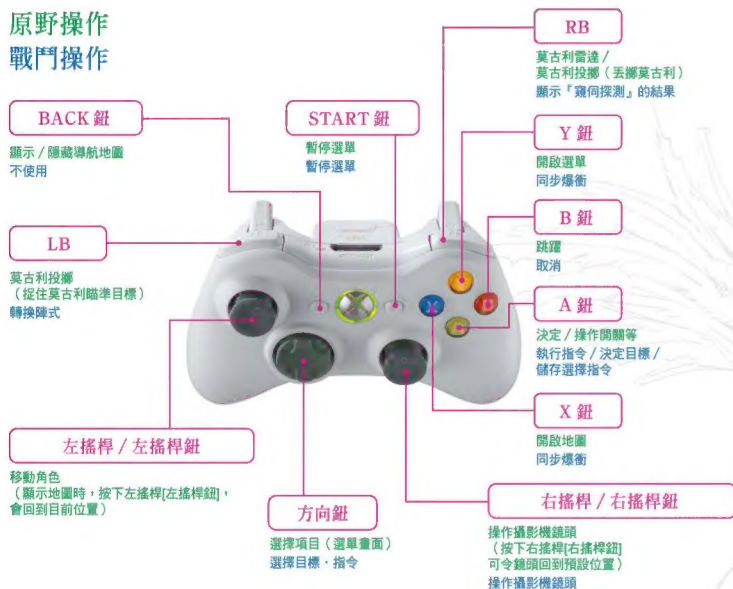 原野操作
戰鬥操作
RB
莫古利雷達 /
莫古利投擲（丟擲莫古利）
顯示『窺伺探測』的結果
BACK 鈕
顯示 / 隱藏導航地圖
不使用
START 鈕
暫停選單
暫停選單
Y 鈕
開啟選單
同步爆衝
LB
莫古利投擲
（捉住莫古利瞄準目標）
轉換陣式
B 鈕
跳躍
取消
A 鈕
決定 / 操作開關等
執行指令 / 決定目標 /
儲存選擇指令
X 鈕
開啟地圖
同步爆衝
左搖桿 / 左搖桿鈕
移動角色
（顯示地圖時，按下左搖桿[左搖桿鈕]，
會回到目前位置）
方向鈕
選擇項目（選單畫面）
選擇目標．指令
右搖桿 / 右搖桿鈕
操作攝影機鏡頭
（按下右搖桿[右搖桿鈕]
可令鏡頭回到預設位置）
操作攝影機鏡頭